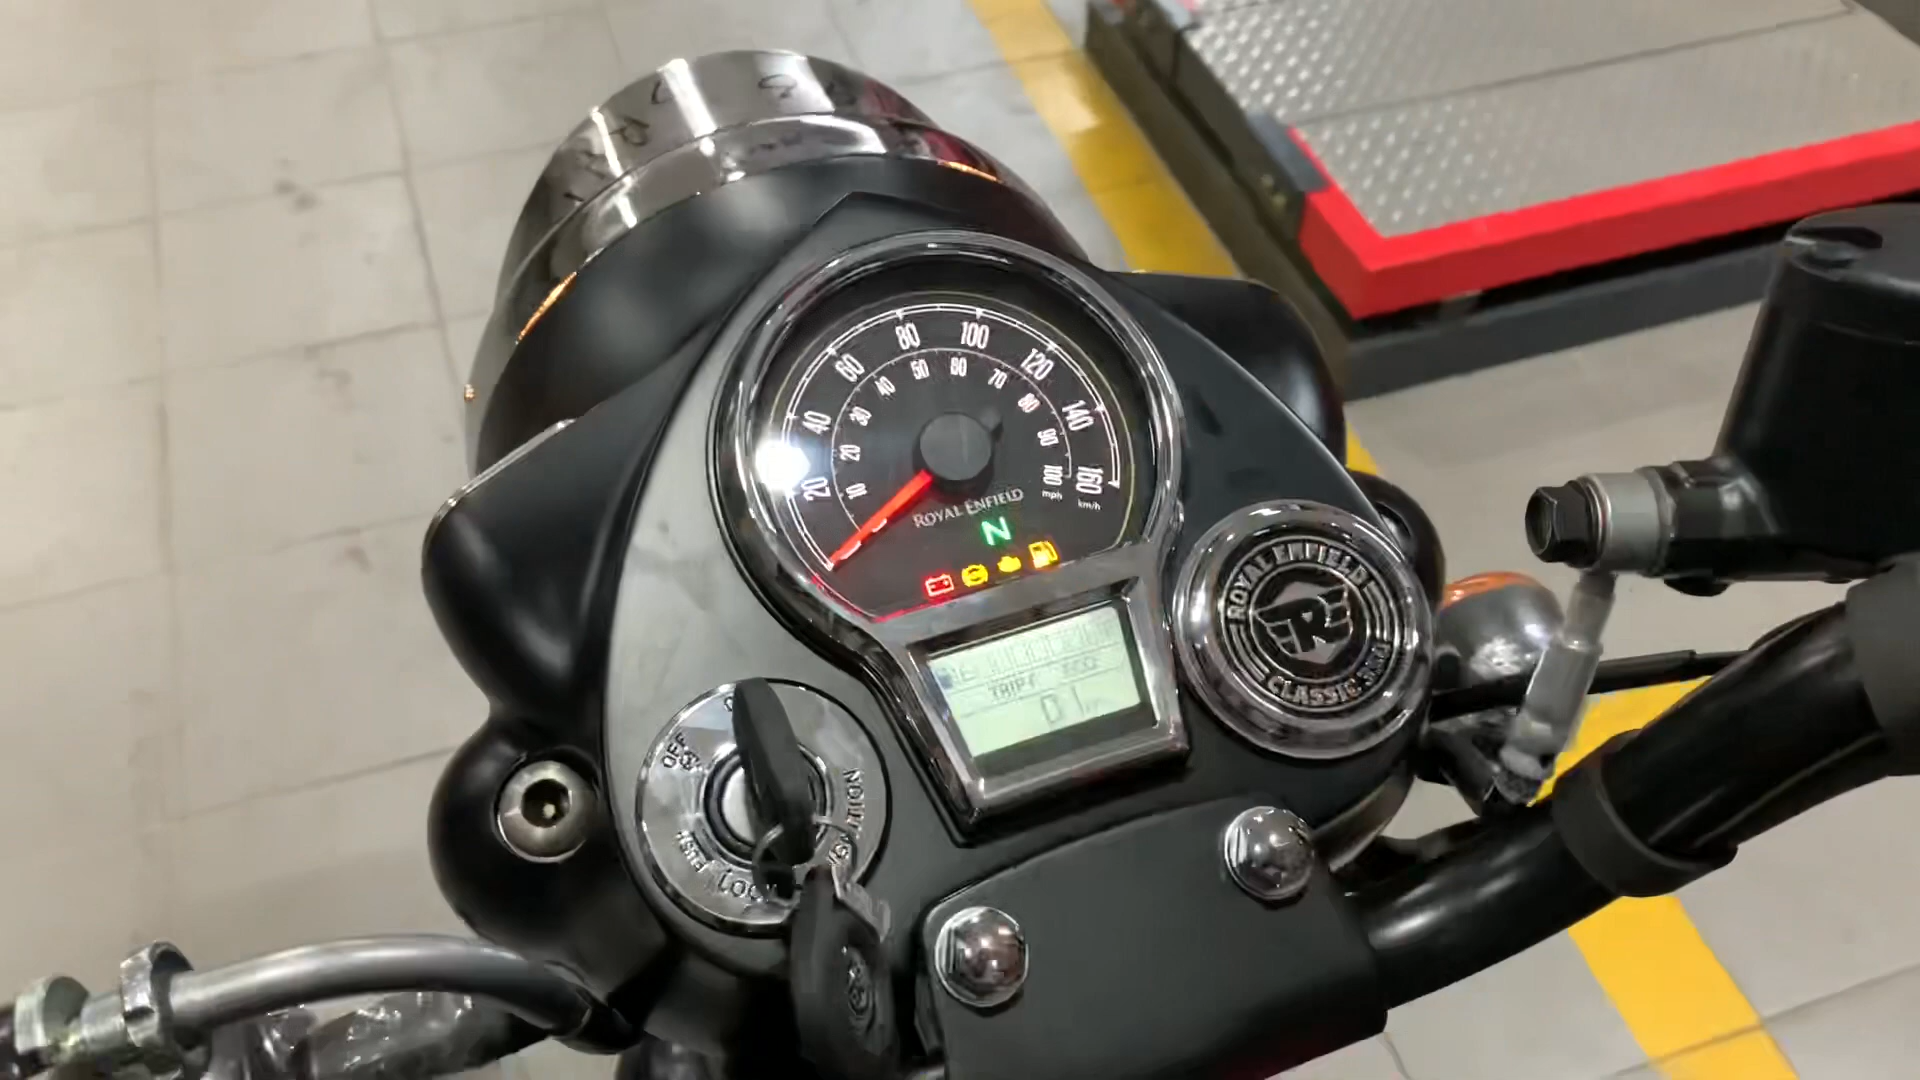 80
100
60
120
40
140
20
160
km/h
50
60
40
70
30
80
20
90
10
100
mph
ROYAL ENFIELD
N
E
ECO
TRIP
ROYAL ENFIELD
R
CLASSIC
OFF
IGNITION
PUSH
LOCK